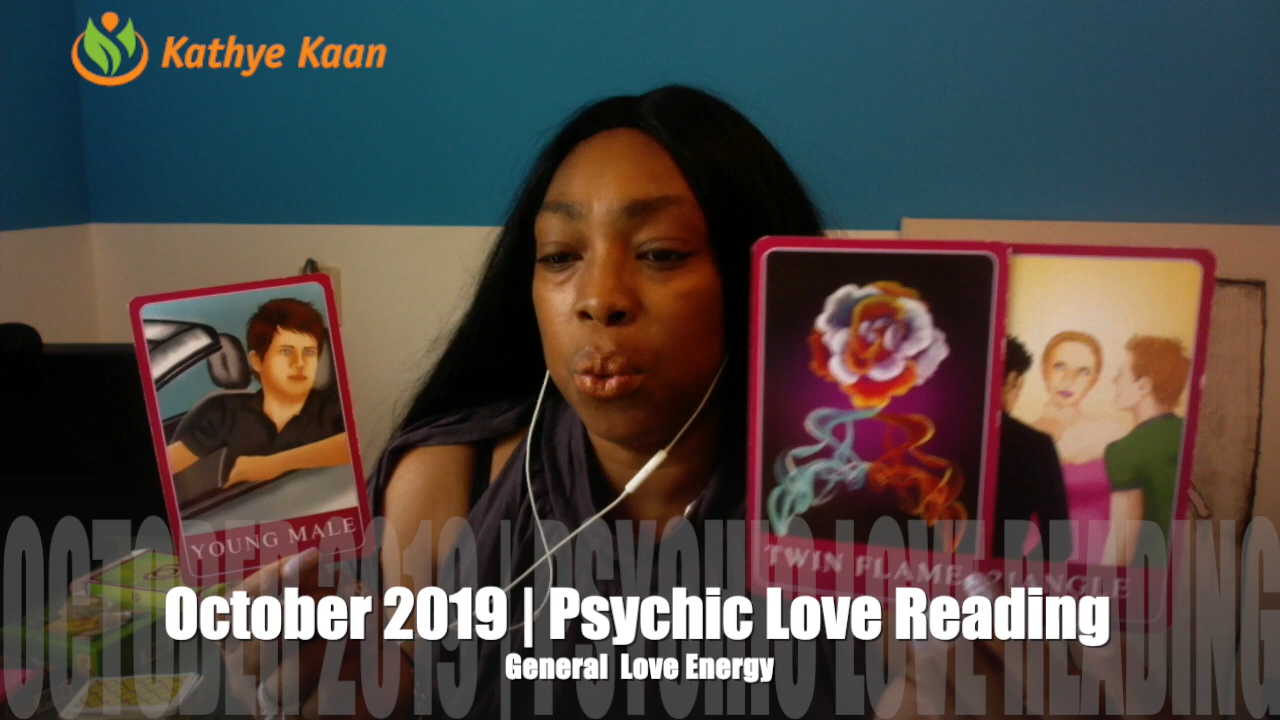 Kathye Kaan
YOUNG MALE
TWIN FLAME
TRIANGLE
OCTOBER 2019 | PSYCHIC LOVE READING
October 2019 | Psychic Love Reading
General Love Energy